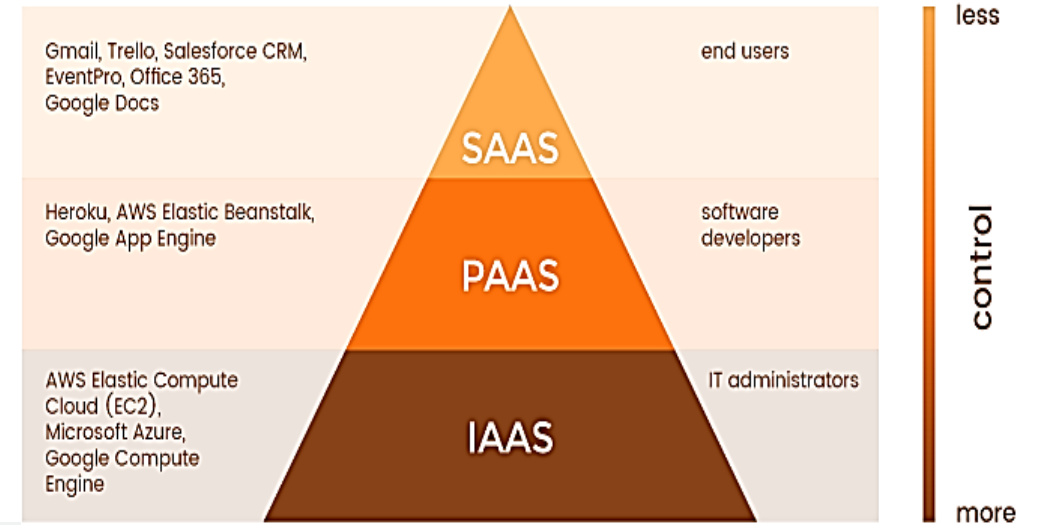 less
Gmail, Trello, Salesforce CRM,
EventPro, Office 365,
Google Docs
SAAS
end users
Heroku, AWS Elastic Beanstalk,
Google App Engine
PAAS
software
developers
control
AWS Elastic Compute
Cloud (EC2),
Microsoft Azure,
Google Compute
Engine
IAAS
IT administrators
more